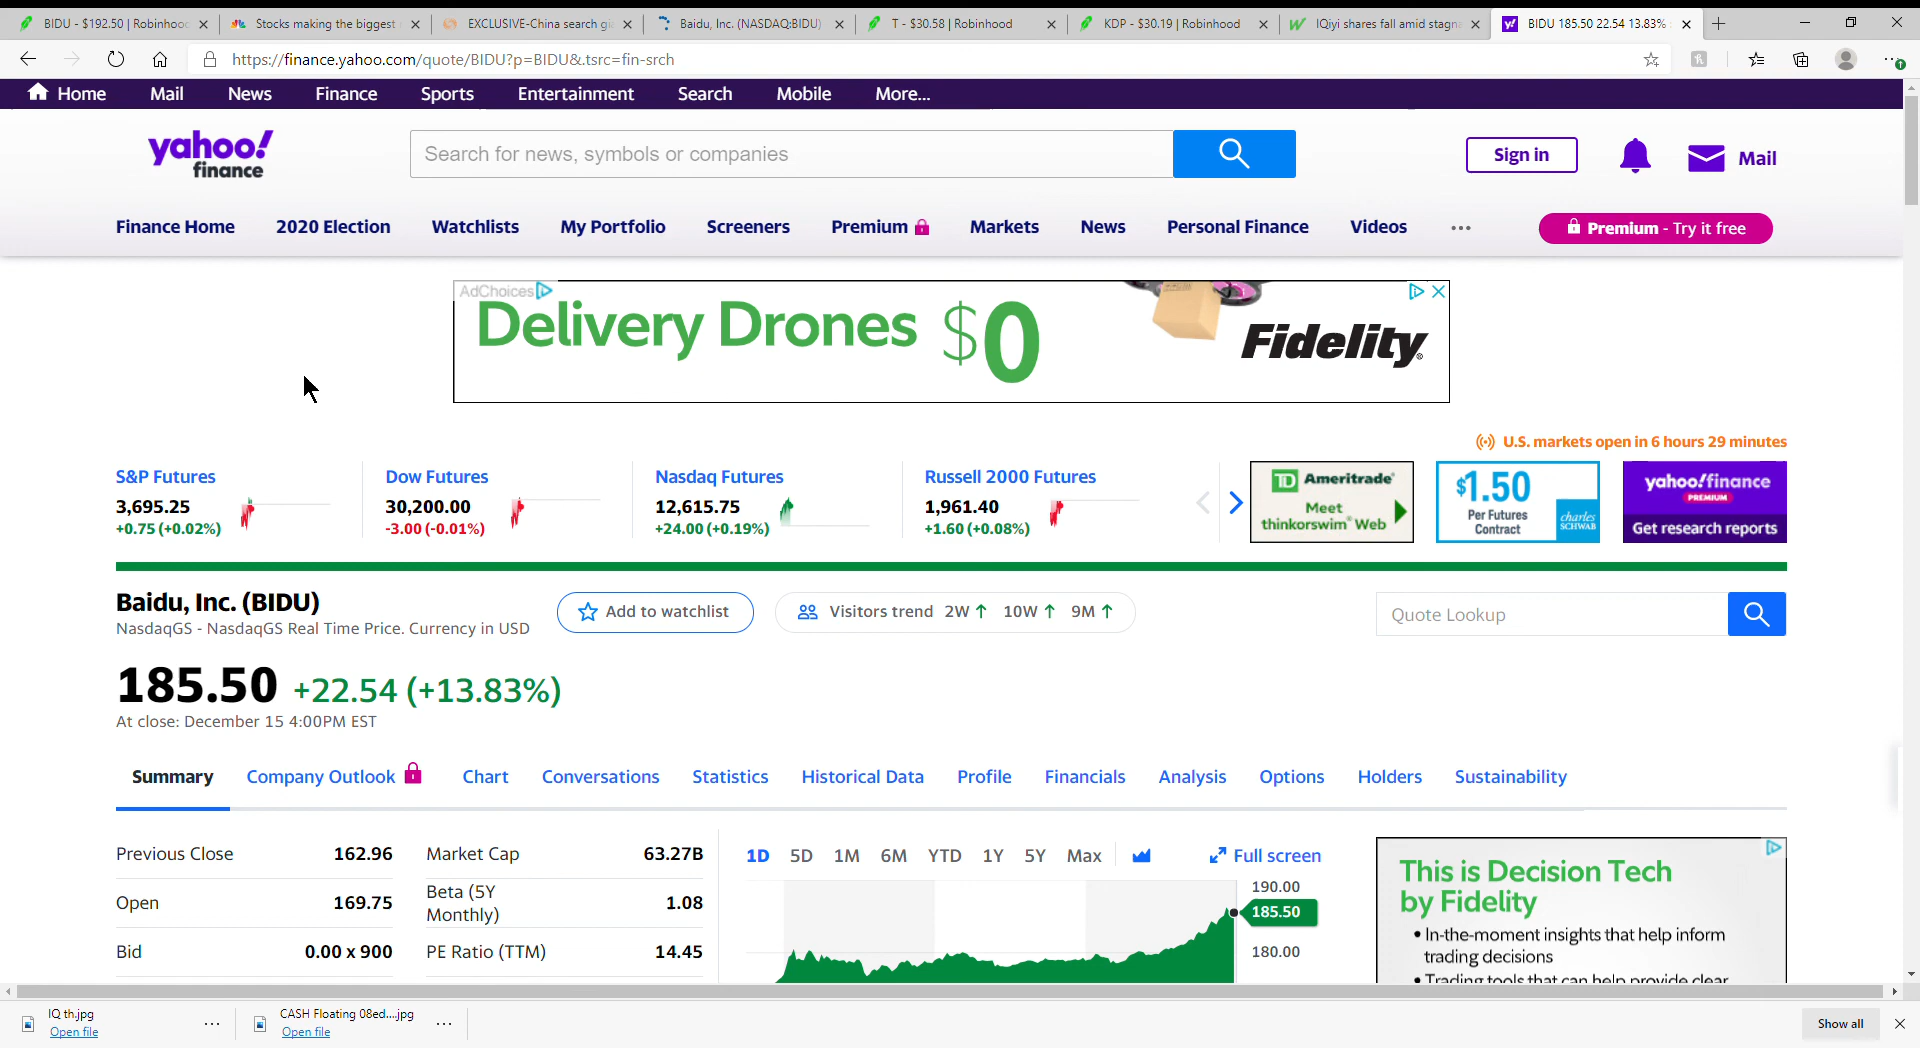 BIDU - $192.50 | Robinhood
Stocks making the biggest
EXCLUSIVE-China search gi
Baidu, Inc. (NASDAQ:BIDU)
T - $30.58 | Robinhood
KDP - $30.19 | Robinhood
IQiyi shares fall amid stagna
BIDU 185.50 22.54 13.83%
https://finance.yahoo.com/quote/BIDU?p=BIDU&.tsrc=fin-srch
Home Mail News Finance Sports Entertainment Search Mobile More...
yahoo!
finance
Search for news, symbols or companies
Sign in
Mail
Finance Home 2020 Election Watchlists My Portfolio Screeners Premium Markets News Personal Finance Videos ...
Premium - Try it free
AdChoices
Delivery Drones $0
Fidelity
U.S. markets open in 6 hours 29 minutes
S&P Futures
3,695.25
+0.75 (+0.02%)
Dow Futures
30,200.00
-3.00 (-0.01%)
Nasdaq Futures
12,615.75
+24.00 (+0.19%)
Russell 2000 Futures
1,961.40
+1.60 (+0.08%)
TD Ameritrade
Meet
thinkorswim® Web
$1.50
Per Futures
Contract
charles
SCHWAB
yahoo!finance
PREMIUM
Get research reports
Baidu, Inc. (BIDU)
NasdaqGS - NasdaqGS Real Time Price. Currency in USD
Add to watchlist
Visitors trend 2W↑ 10W↑ 9M↑
Quote Lookup
185.50 +22.54 (+13.83%)
At close: December 15 4:00PM EST
Summary Company Outlook Chart Conversations Statistics Historical Data Profile Financials Analysis Options Holders Sustainability
Previous Close 162.96
Open 169.75
Bid 0.00 x 900
Market Cap 63.27B
Beta (5Y
Monthly) 1.08
PE Ratio (TTM) 14.45
1D 5D 1M 6M YTD 1Y 5Y Max
Full screen
190.00
185.50
180.00
This is Decision Tech
by Fidelity
• In-the-moment insights that help inform
trading decisions
• Trading tools that can help provide clear
IQ th.jpg
Open file
CASH Floating 08ed....jpg
Open file
Show all